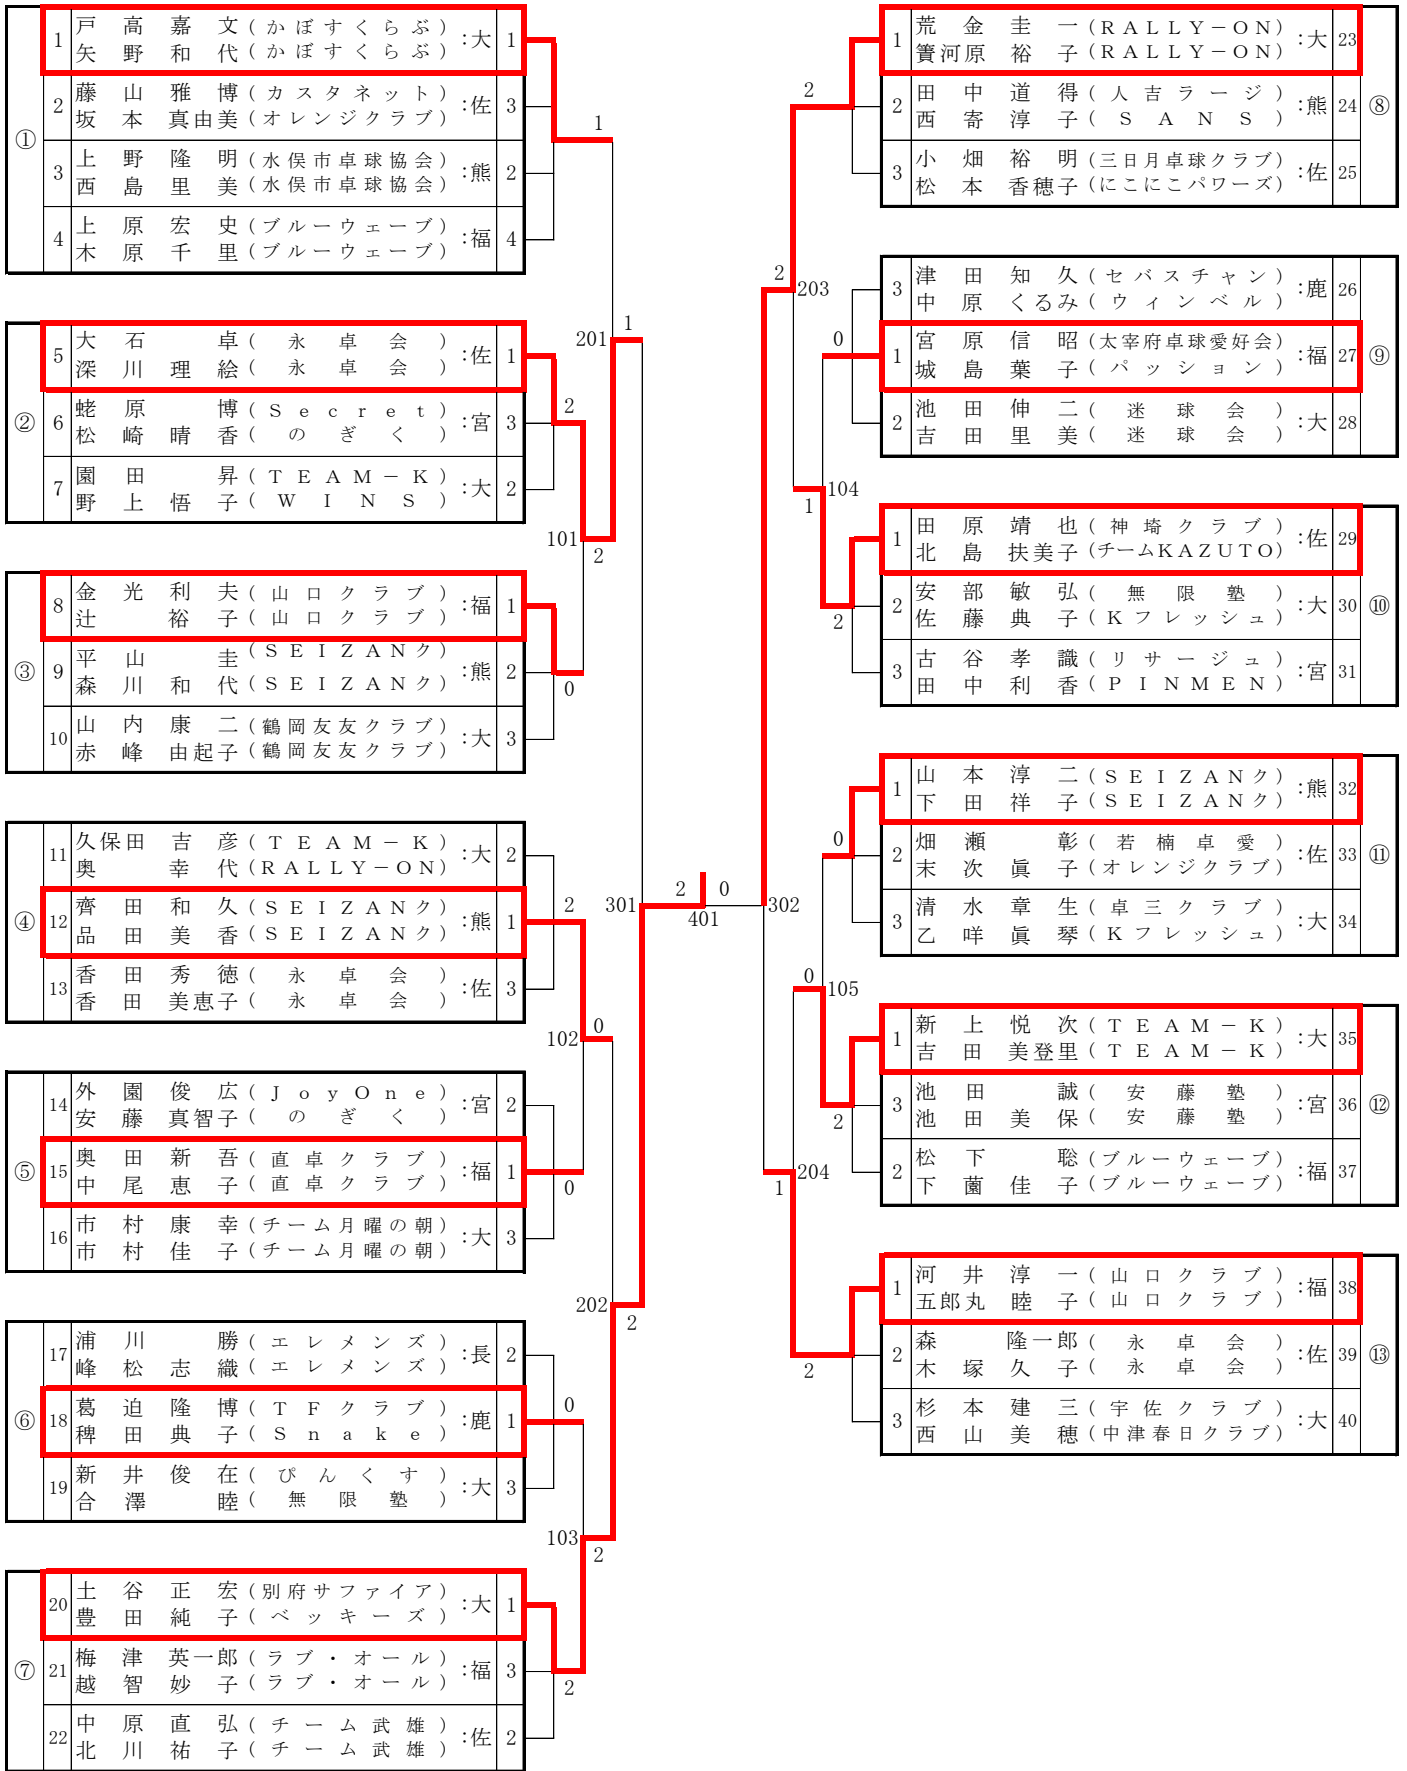 ①
1 戸高嘉文(かぼすくらぶ):大 1
矢野和代(かぼすくらぶ)
2 藤山雅博(カスタネット):佐 3
坂本真由美(オレンジクラブ)
3 上野隆明(水俣市卓球協会):熊 2
西島里美(水俣市卓球協会)
4 上原宏史(ブルーウェーブ):福 4
木原千里(ブルーウェーブ)
1
②
5 大石卓(永卓会):佐 1
深川理絵(永卓会)
6 蛯原博(Secret):宮 3
松崎晴香(のぎく)
7 園田昇(TEAM－K):大 2
野上悟子(WINS)
2
201
1
101
2
③
8 金光利夫(山口クラブ):福 1
辻裕子(山口クラブ)
9 平山圭(SEIZANク):熊 2
森川和代(SEIZANク)
10 山内康二(鶴岡友友クラブ):大 3
赤峰由起子(鶴岡友友クラブ)
0
④
11 久保田吉彦(TEAM－K):大 2
奥幸代(RALLY－ON)
12 齊田和久(SEIZANク):熊 1
品田美香(SEIZANク)
13 香田秀徳(永卓会):佐 3
香田美恵子(永卓会)
2
102
0
⑤
14 外園俊広(JoyOne):宮 2
安藤真智子(のぎく)
15 奥田新吾(直卓クラブ):福 1
中尾恵子(直卓クラブ)
16 市村康幸(チーム月曜の朝):大 3
市村佳子(チーム月曜の朝)
0
202
2
⑥
17 浦川勝(エレメンズ):長 2
峰松志織(エレメンズ)
18 葛迫隆博(TFクラブ):鹿 1
稗田典子(Snake)
19 新井俊在(ぴんくす):大 3
合澤睦(無限塾)
0
103
2
⑦
20 土谷正宏(別府サファイア):大 1
豊田純子(ベッキーズ)
21 梅津英一郎(ラブ・オール):福 3
越智妙子(ラブ・オール)
22 中原直弘(チーム武雄):佐 2
北川祐子(チーム武雄)
2
301
2 0
401
302
1 荒金圭一(RALLY－ON):大 23
簀河原裕子(RALLY－ON)
2 田中道得(人吉ラージ):熊 24
西寄淳子(SANS)
3 小畑裕明(三日月卓球クラブ):佐 25
松本香穂子(にこにこパワーズ)
⑧
2
2
203
3 津田知久(セバスチャン):鹿 26
中原くるみ(ウィンベル)
1 宮原信昭(太宰府卓球愛好会):福 27
城島葉子(パッション)
2 池田伸二(迷球会):大 28
吉田里美(迷球会)
⑨
0
104
1
1 田原靖也(神埼クラブ):佐 29
北島扶美子(チームKAZUTO)
2 安部敏弘(無限塾):大 30
佐藤典子(Kフレッシュ)
3 古谷孝識(リサージュ):宮 31
田中利香(PINMEN)
⑩
2
1 山本淳二(SEIZANク):熊 32
下田祥子(SEIZANク)
2 畑瀬彰(若楠卓愛):佐 33
末次眞子(オレンジクラブ)
3 清水章生(卓三クラブ):大 34
乙咩眞琴(Kフレッシュ)
⑪
0
0
105
1 新上悦次(TEAM－K):大 35
吉田美登里(TEAM－K)
3 池田誠(安藤塾):宮 36
池田美保(安藤塾)
2 松下聡(ブルーウェーブ):福 37
下薗佳子(ブルーウェーブ)
⑫
2
204
1
1 河井淳一(山口クラブ):福 38
五郎丸睦子(山口クラブ)
2 森隆一郎(永卓会):佐 39
木塚久子(永卓会)
3 杉本建三(宇佐クラブ):大 40
西山美穂(中津春日クラブ)
⑬
2